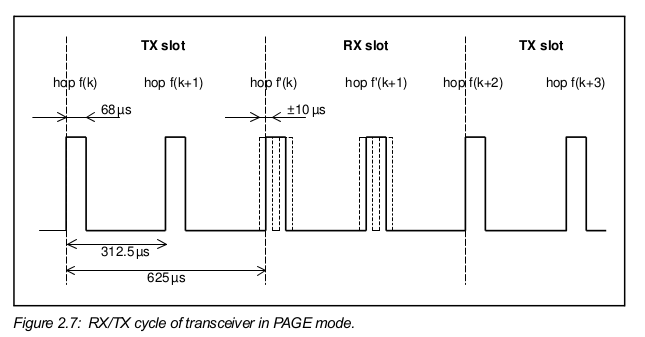 TX slot RX slot TX slot
hop f(k) hop f(k+1) hop f'(k) hop f'(k+1) hop f(k+2) hop f(k+3)
68 µs ±10 µs
312.5 µs
625 µs
Figure 2.7: RX/TX cycle of transceiver in PAGE mode.